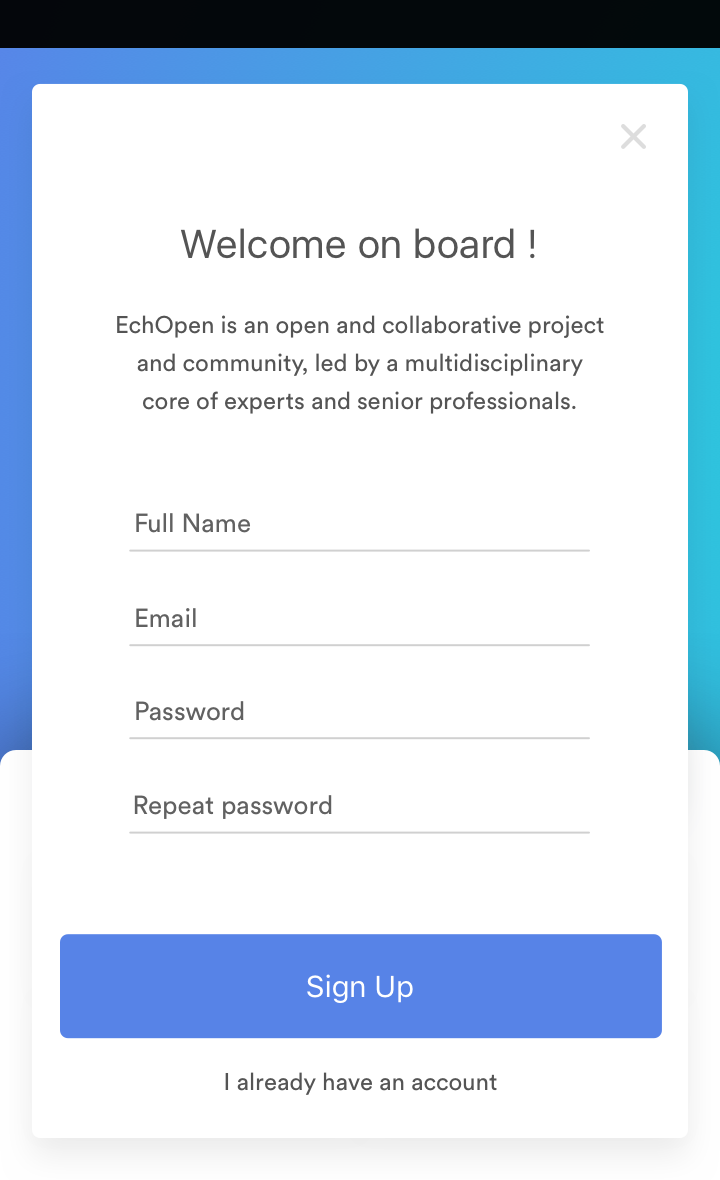 Welcome on board !
EchOpen is an open and collaborative project
and community, led by a multidisciplinary
core of experts and senior professionals.
Full Name
Email
Password
Repeat password
Sign Up
I already have an account